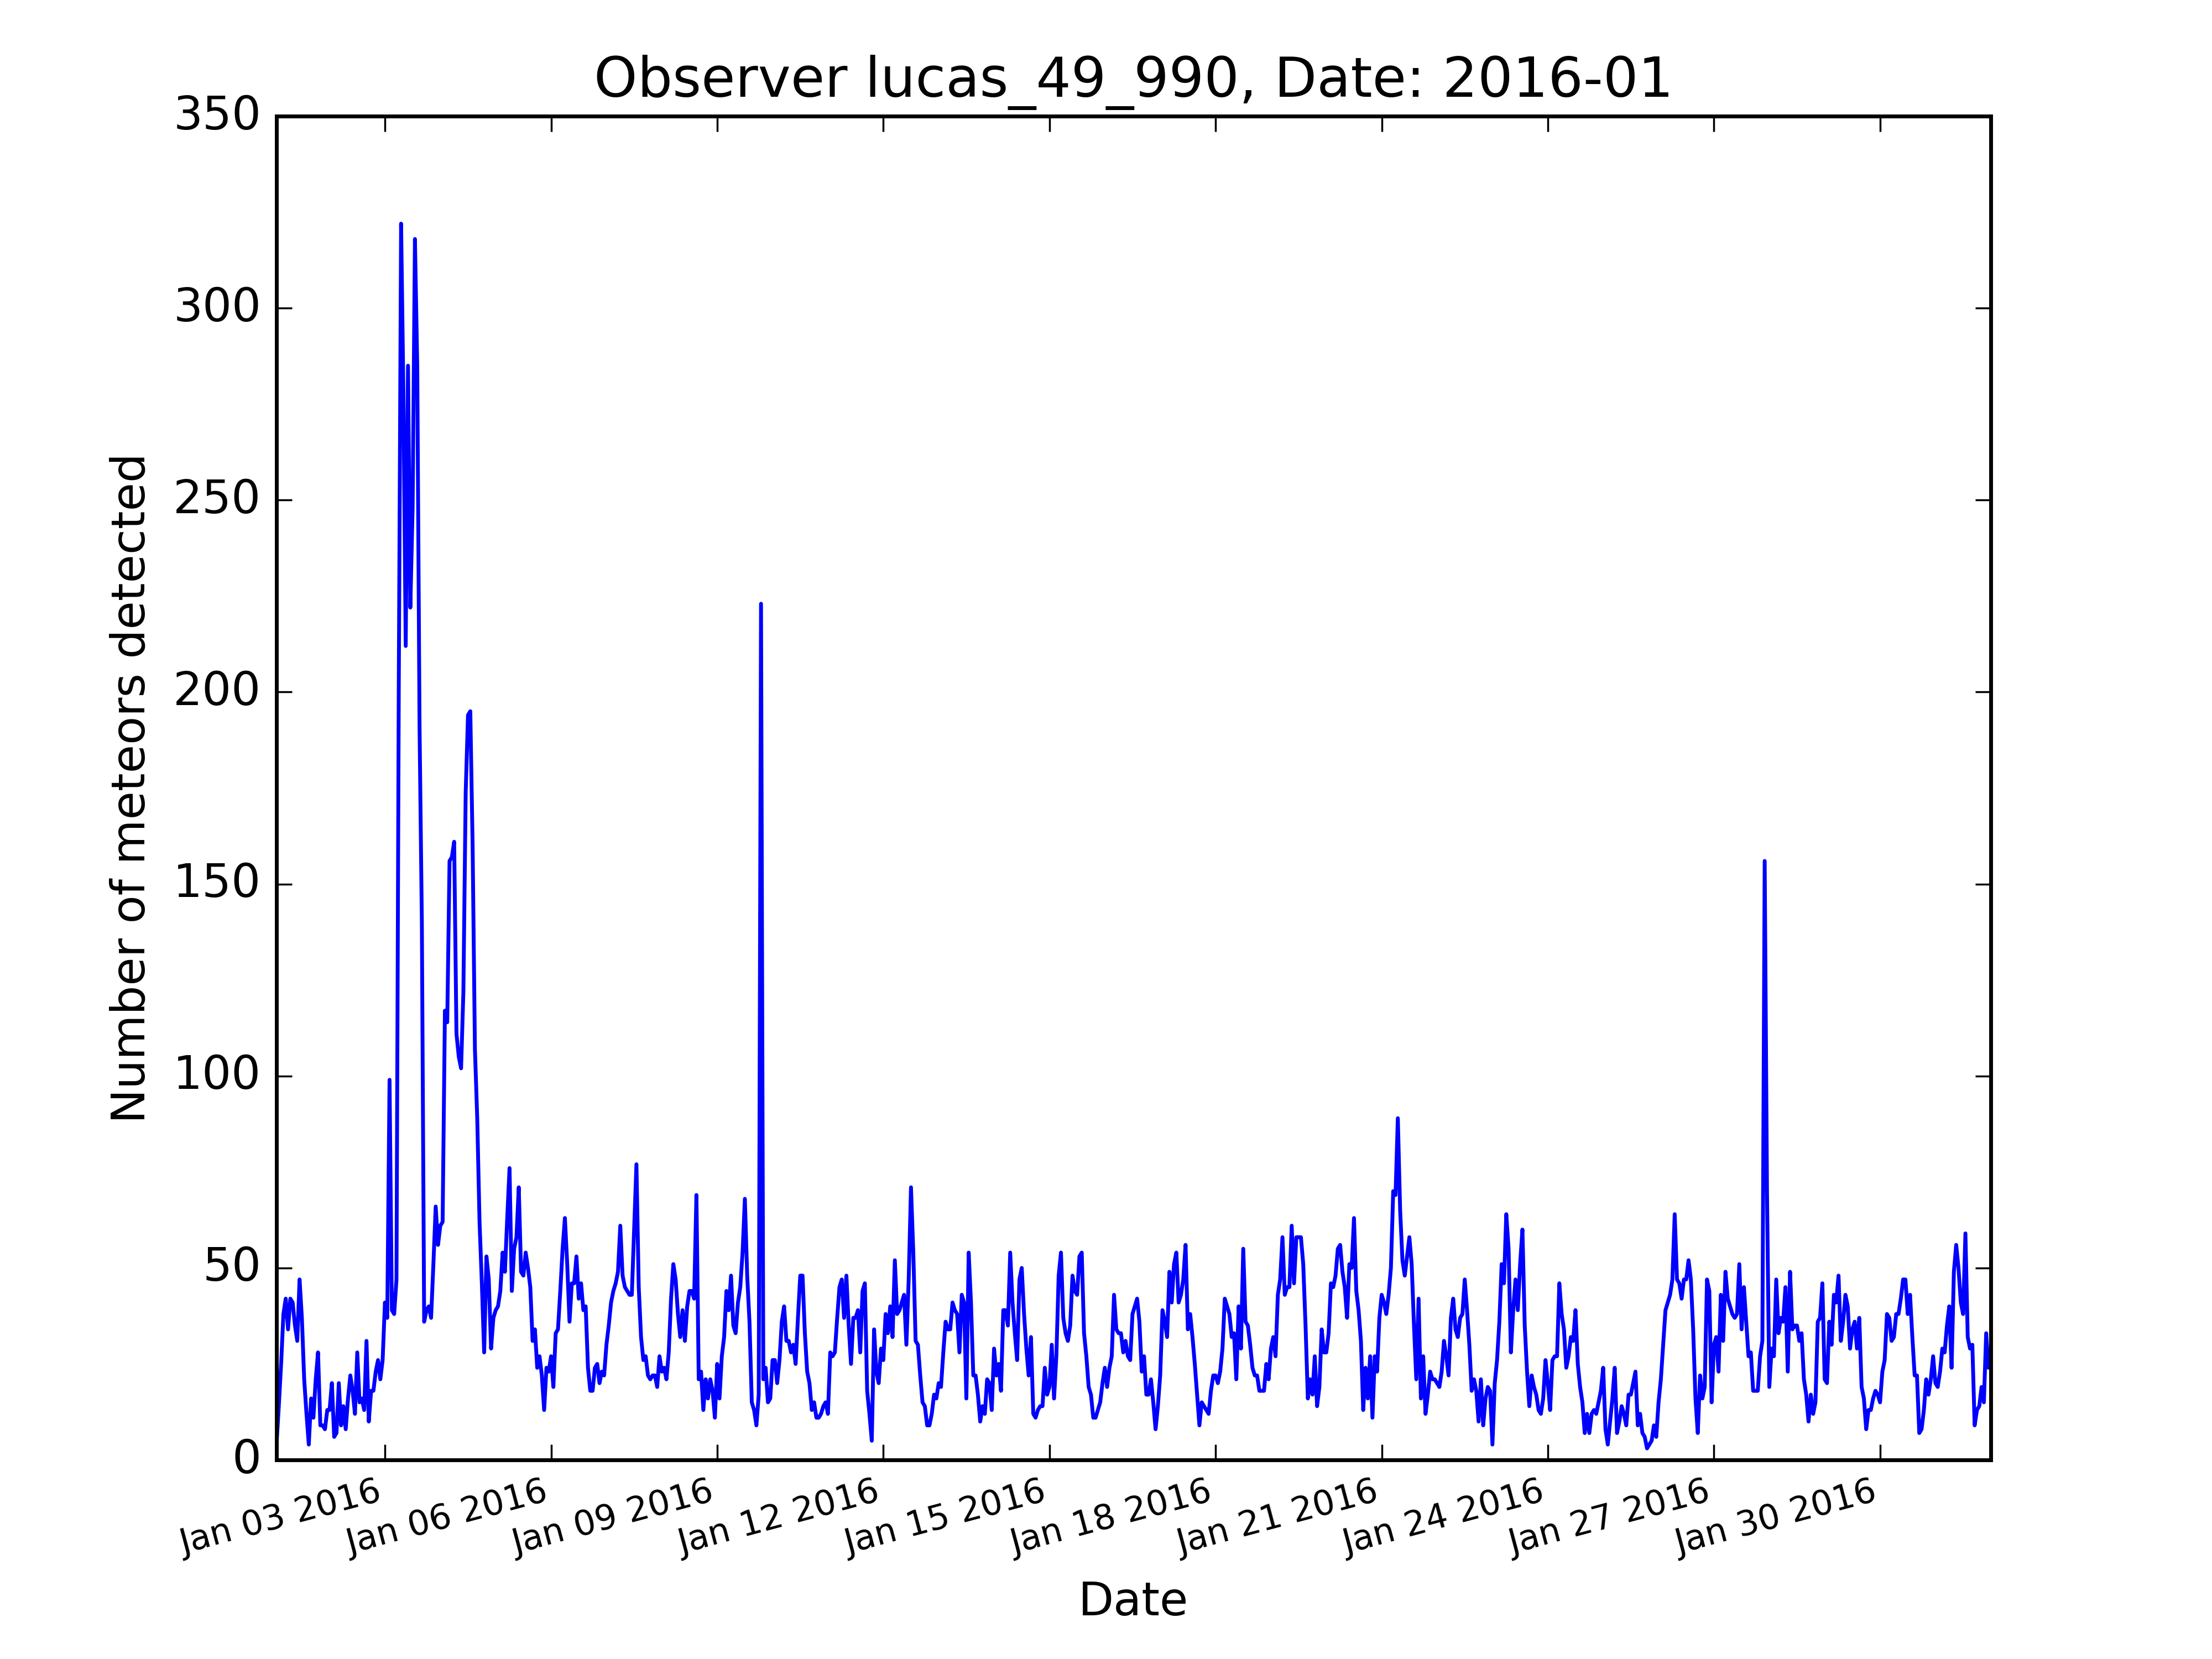 Observer lucas_49_990, Date: 2016-01
350
300
250
200
150
100
50
0
Number of meteors detected
Jan 03 2016
Jan 06 2016
Jan 09 2016
Jan 12 2016
Jan 15 2016
Jan 18 2016
Jan 21 2016
Jan 24 2016
Jan 27 2016
Jan 30 2016
Date